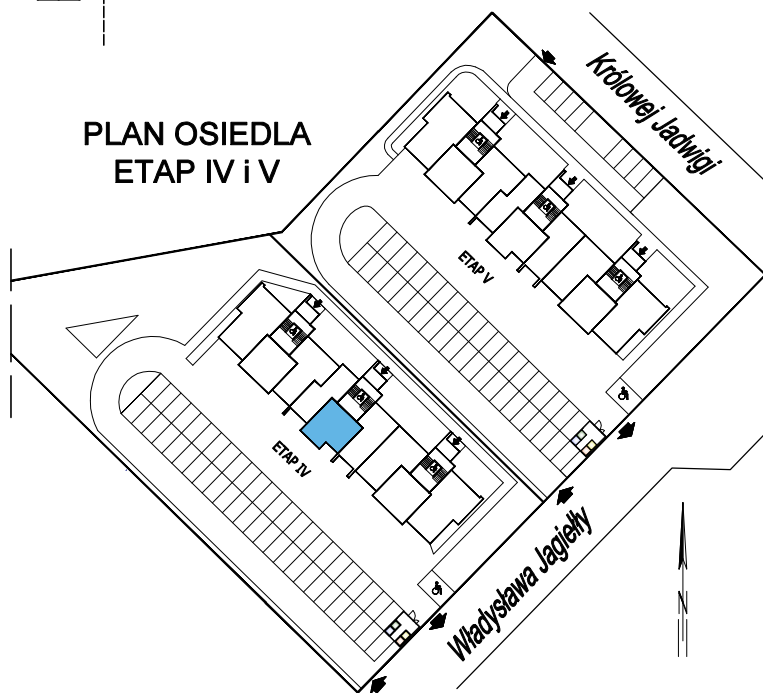 PLAN OSIEDLA
ETAP IV i V
Królowej Jadwigi
ETAP V
ETAP IV
Władysława Jagiełły
N